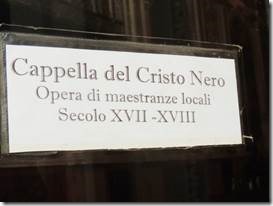 Cappella del Cristo Nero
Opera di maestranze locali
Secolo XVII -XVIII